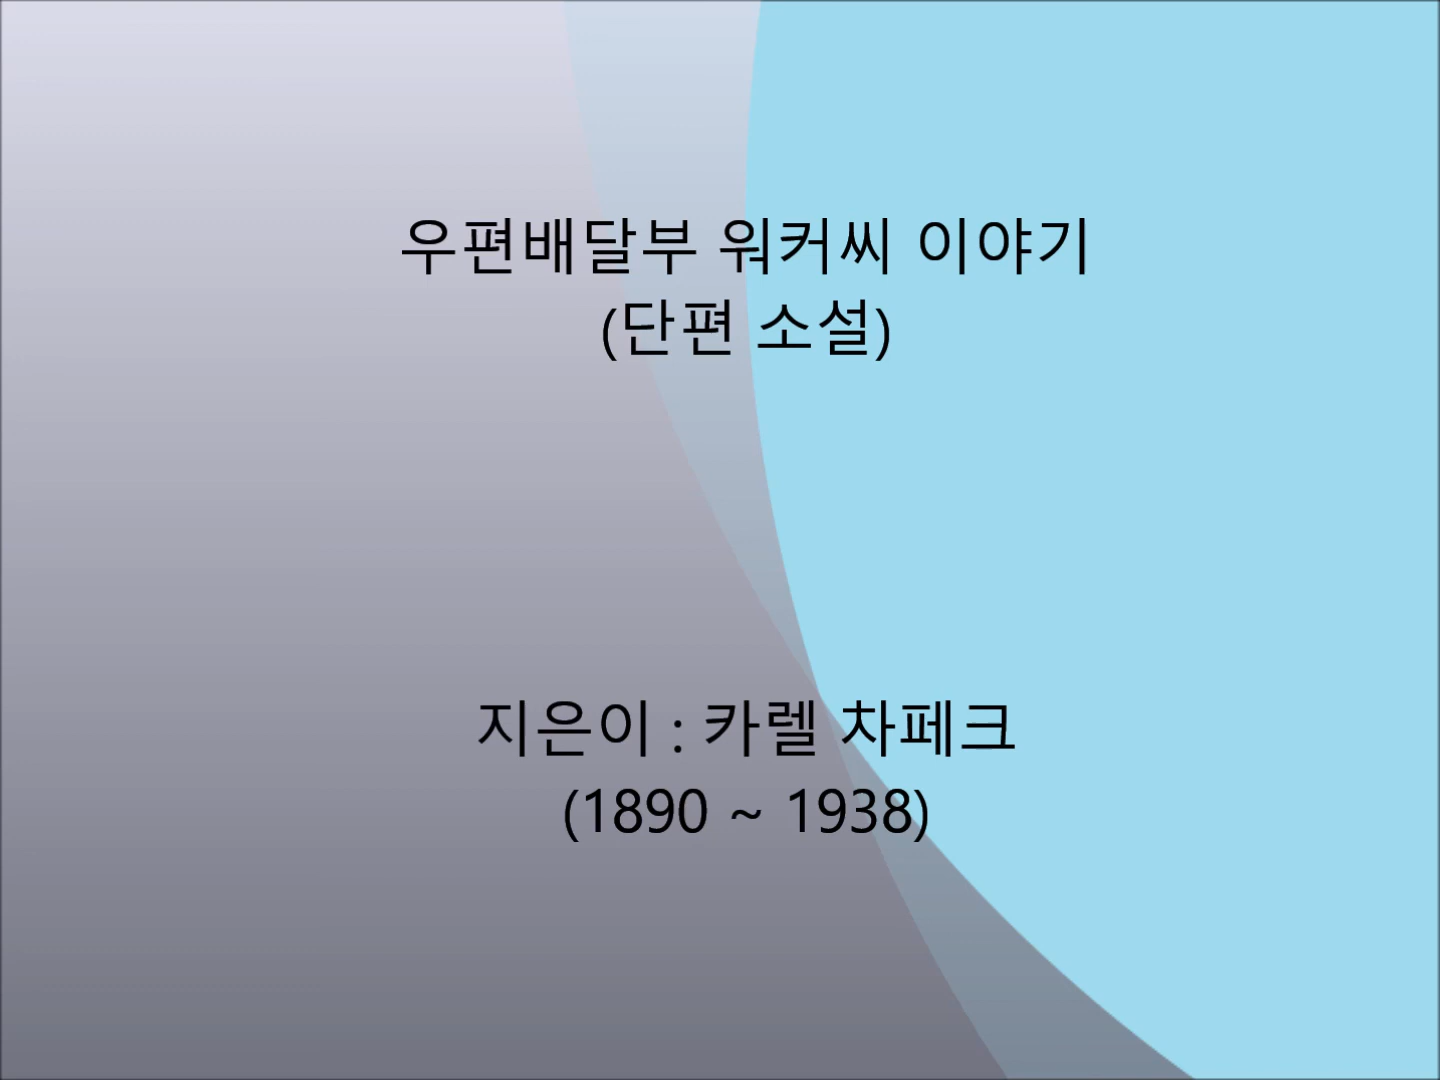 우편배달부 워커씨 이야기
(단편 소설)
지은이 : 카렐 차페크
(1890 ~ 1938)